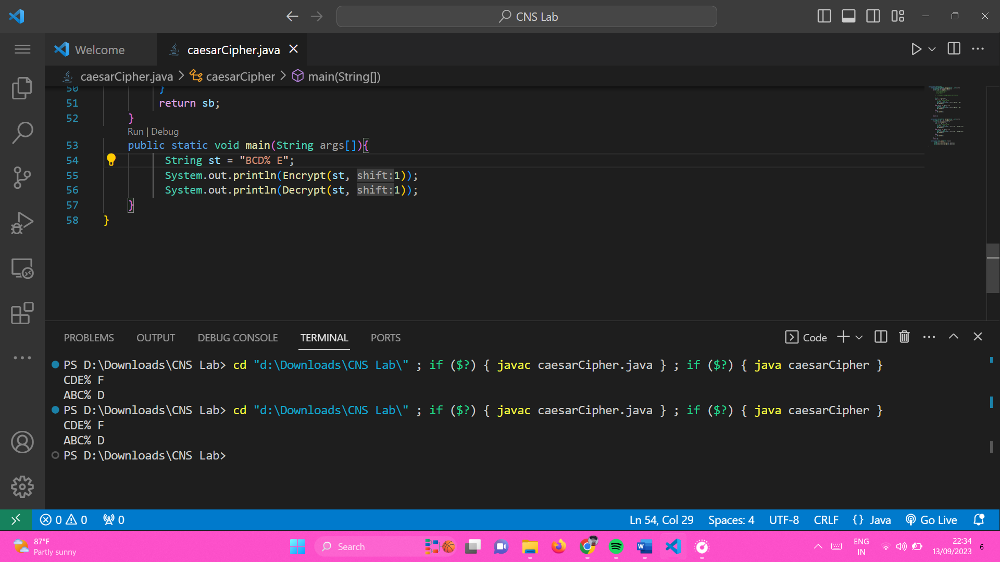 CNS Lab
Welcome
caesarCipher.java
caesarCipher.java > caesarCipher > main(String[])
50 }
51 return sb;
52 }
Run | Debug
53 public static void main(String args[]){
54 String st = "BCD% E";
55 System.out.println(Encrypt(st, shift:1));
56 System.out.println(Decrypt(st, shift:1));
57 }
58 }
PROBLEMS OUTPUT DEBUG CONSOLE TERMINAL PORTS
Code
PS D:\Downloads\CNS Lab> cd "d:\Downloads\CNS Lab\" ; if ($?) { javac caesarCipher.java } ; if ($?) { java caesarCipher }
CDE% F
ABC% D
PS D:\Downloads\CNS Lab> cd "d:\Downloads\CNS Lab\" ; if ($?) { javac caesarCipher.java } ; if ($?) { java caesarCipher }
CDE% F
ABC% D
PS D:\Downloads\CNS Lab>
0 0 0
Ln 54, Col 29 Spaces: 4 UTF-8 CRLF {} Java Go Live
87°F
Partly sunny
Search
ENG
IN
22:34
13/09/2023
6